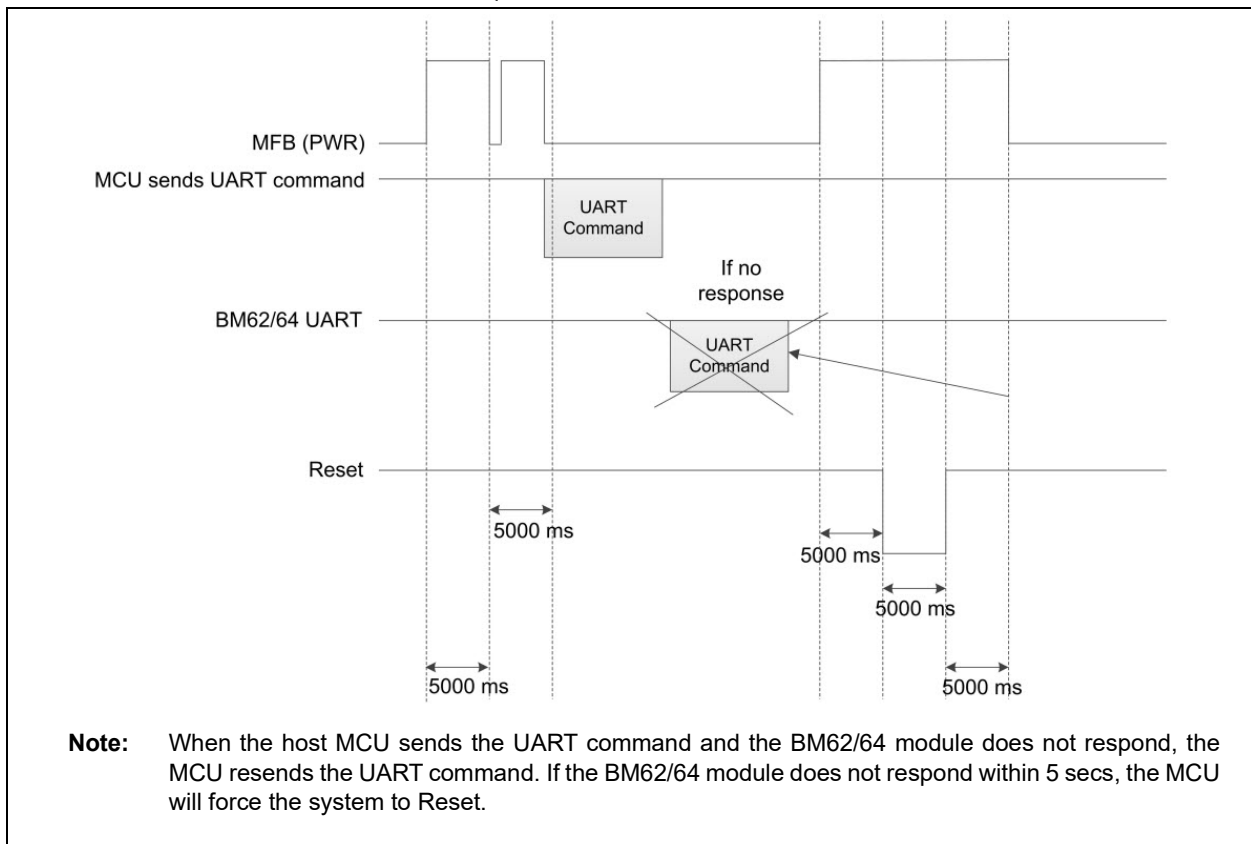 MFB (PWR)
MCU sends UART command
UART
Command
If no
response
BM62/64 UART
UART
Command
Reset
5000 ms
5000 ms
5000 ms
5000 ms
5000 ms
Note: When the host MCU sends the UART command and the BM62/64 module does not respond, the
MCU resends the UART command. If the BM62/64 module does not respond within 5 secs, the MCU
will force the system to Reset.